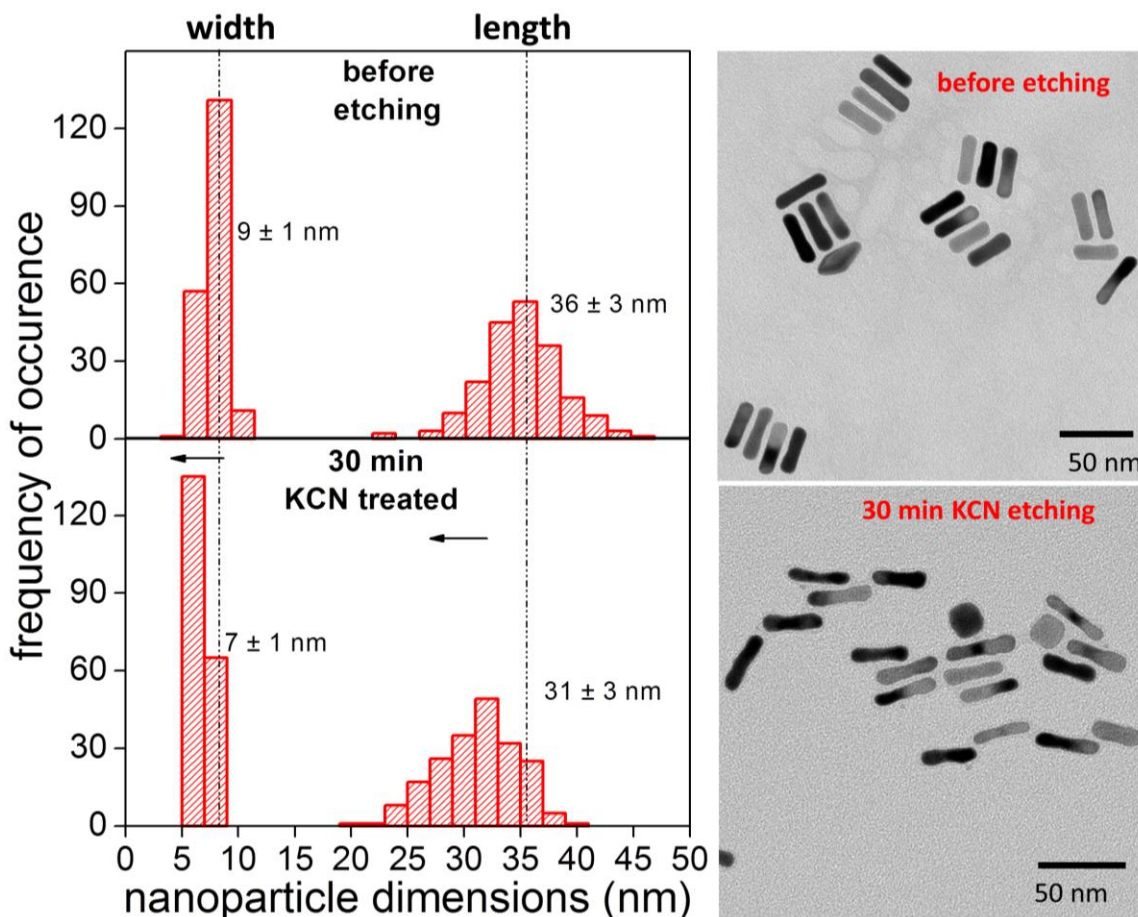 width
length
before
etching
120
90
60
30
0
9 ± 1 nm
36 ± 3 nm
30 min
KCN treated
120
90
60
30
0
7 ± 1 nm
31 ± 3 nm
0 5 10 15 20 25 30 35 40 45 50
nanoparticle dimensions (nm)
frequency of occurence
before etching
50 nm
30 min KCN etching
50 nm